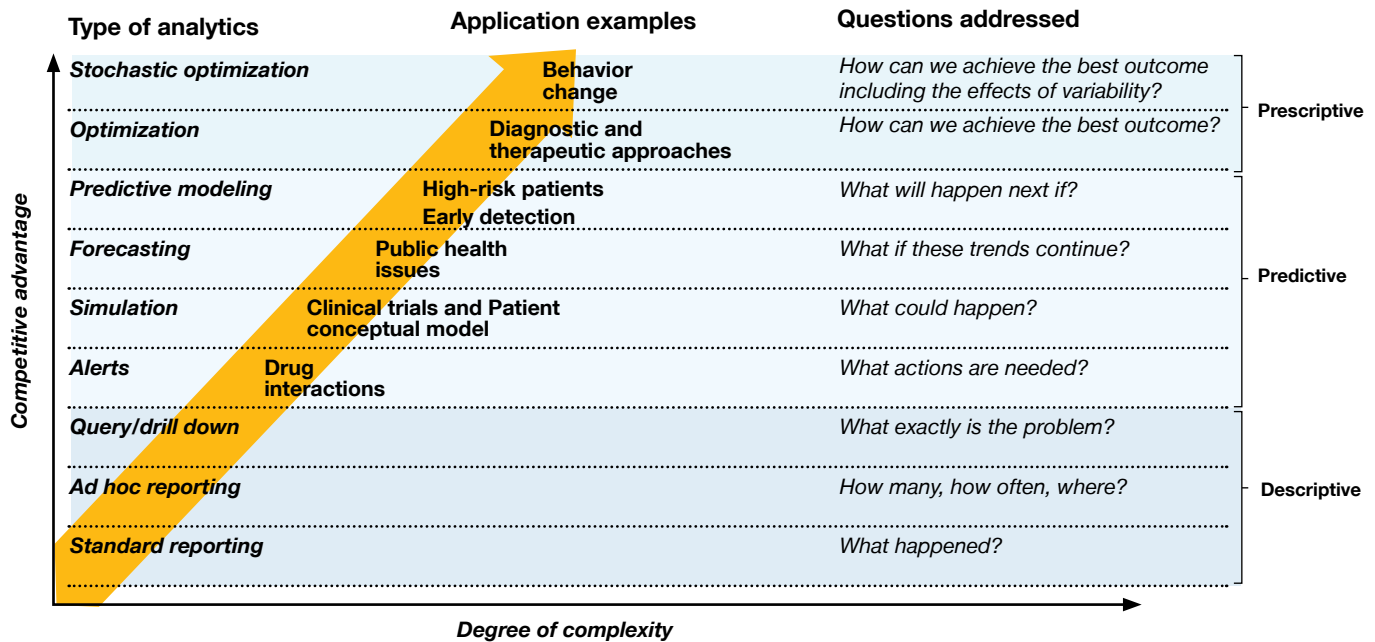 Type of analytics
Application examples
Questions addressed
Stochastic optimization
Behavior
change
How can we achieve the best outcome
including the effects of variability?
Optimization
Diagnostic and
therapeutic approaches
How can we achieve the best outcome?
Prescriptive
Predictive modeling
High-risk patients
Early detection
What will happen next if?
Forecasting
Public health
issues
What if these trends continue?
Simulation
Clinical trials and Patient
conceptual model
What could happen?
Alerts
Drug
interactions
What actions are needed?
Predictive
Query/drill down
What exactly is the problem?
Ad hoc reporting
How many, how often, where?
Standard reporting
What happened?
Descriptive
Competitive advantage
Degree of complexity